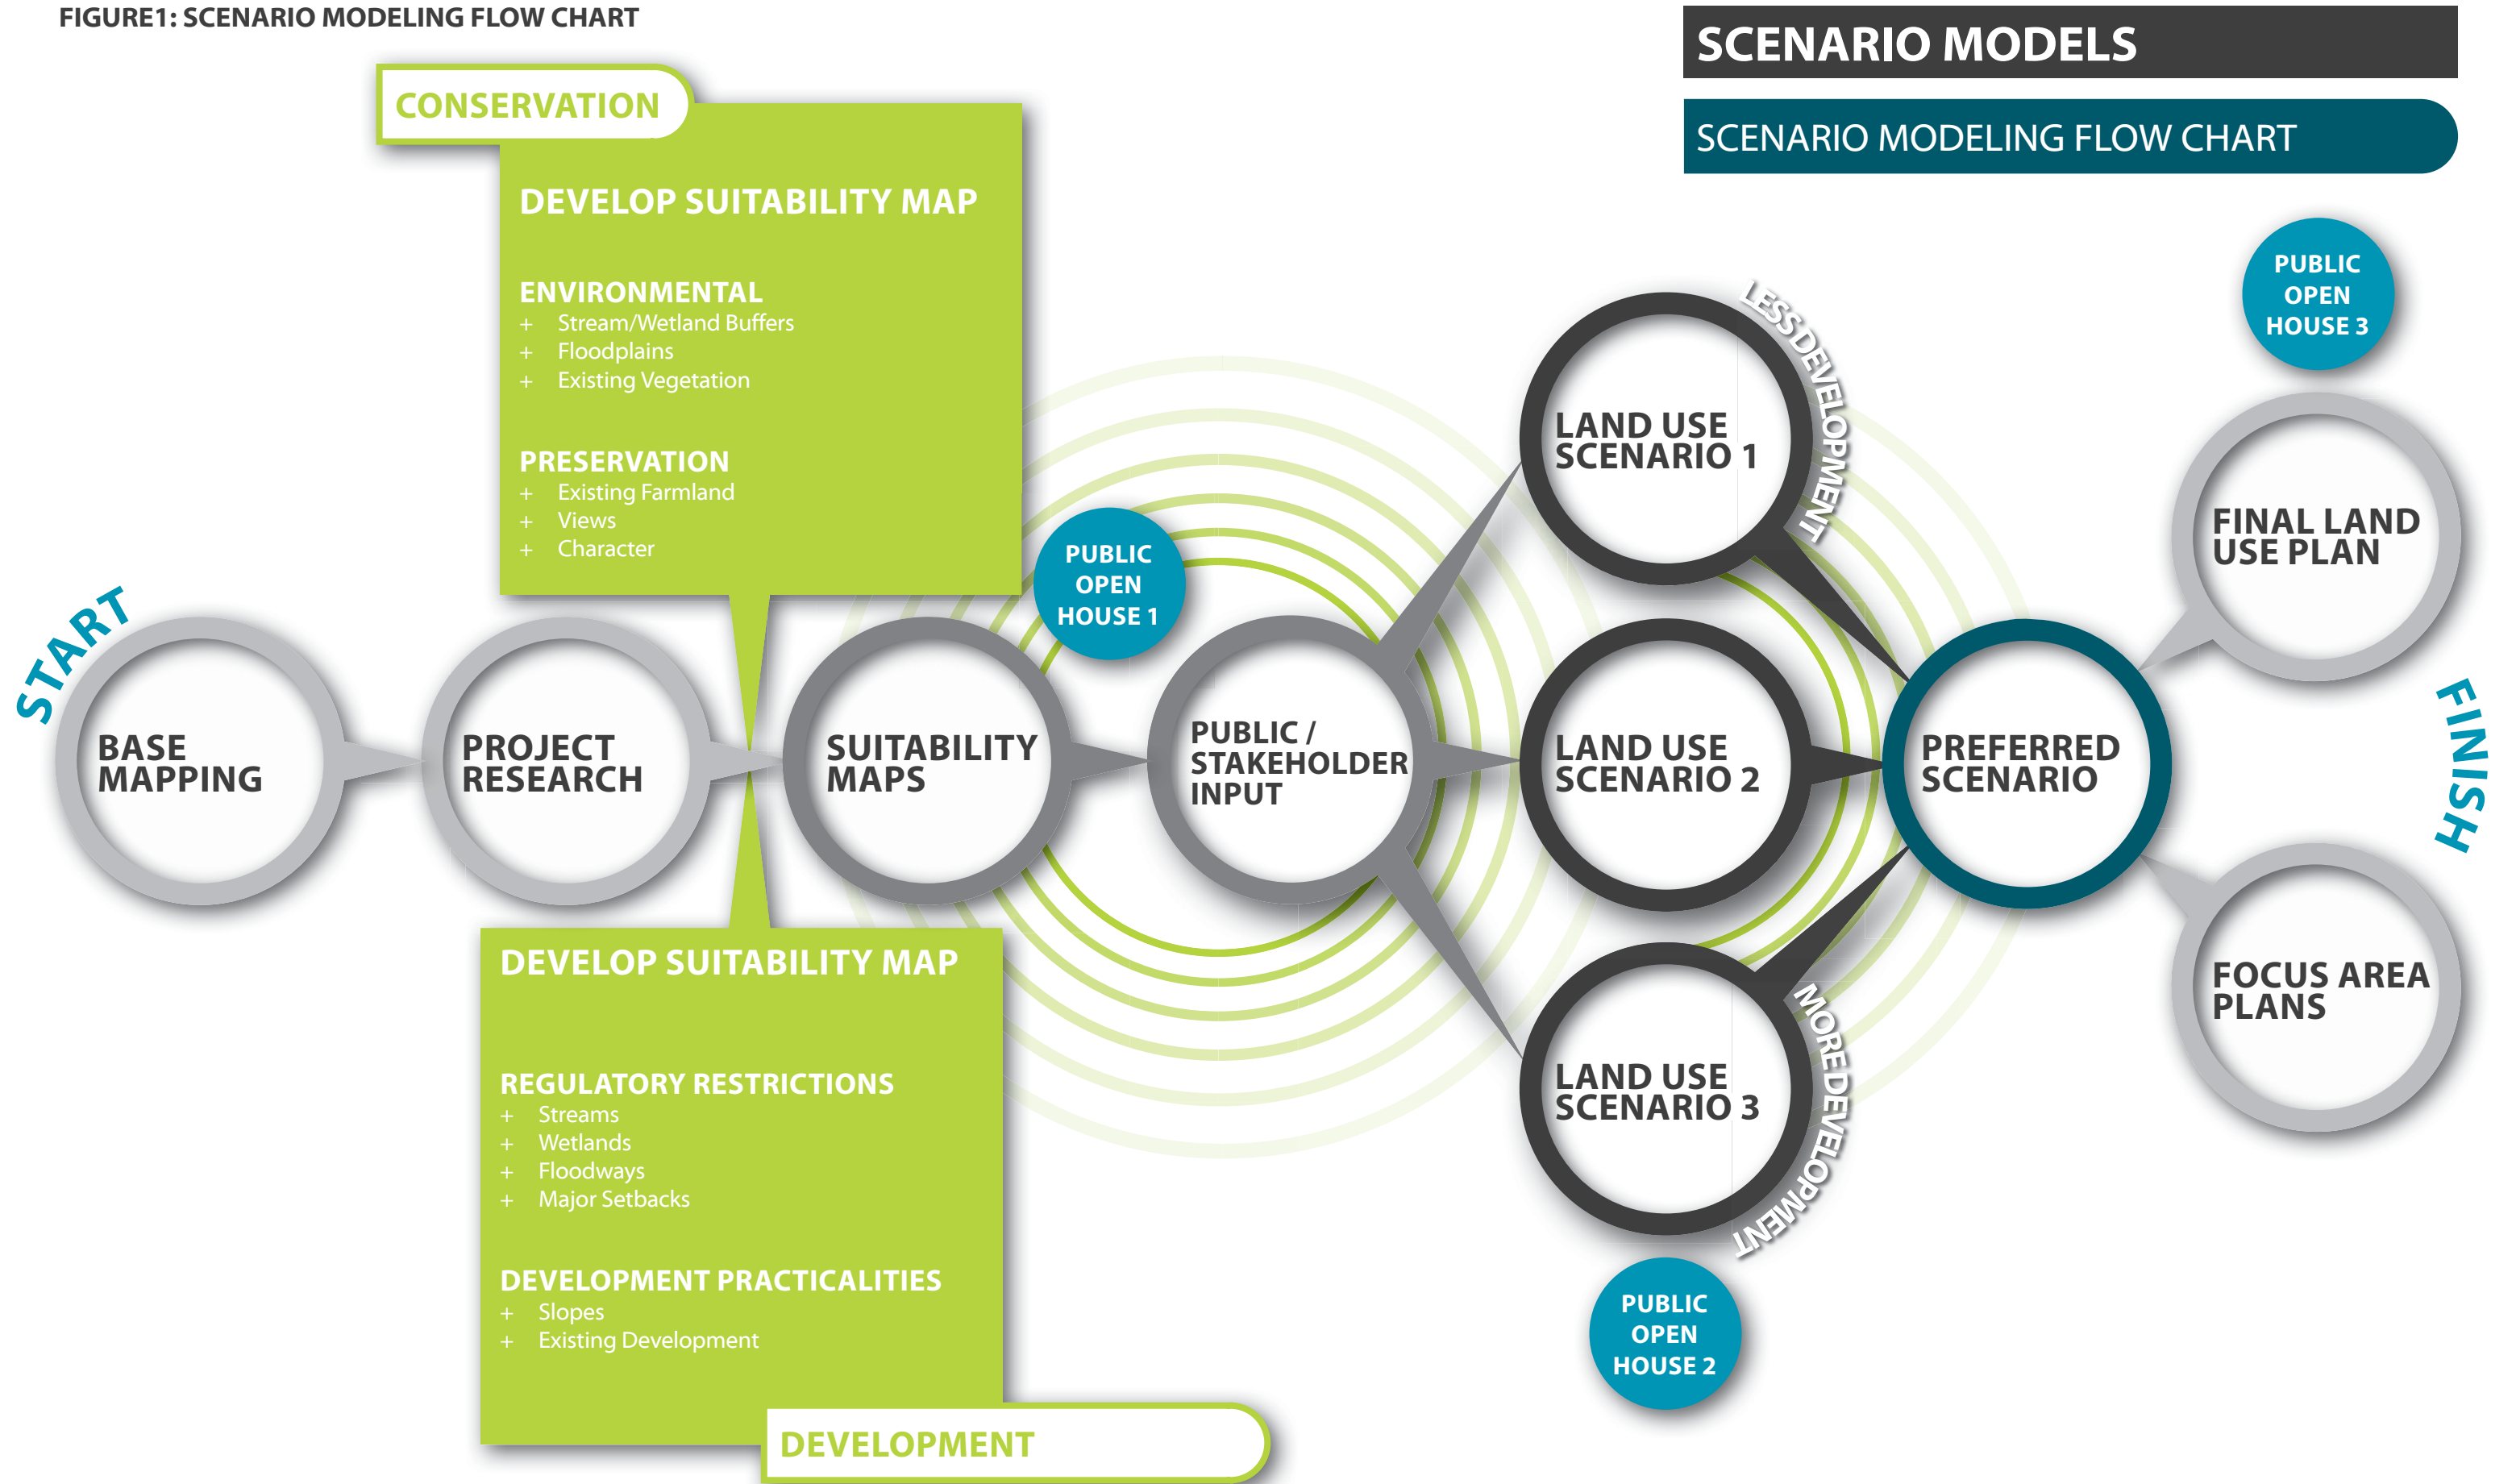 FIGURE1: SCENARIO MODELING FLOW CHART
SCENARIO MODELS
SCENARIO MODELING FLOW CHART
CONSERVATION
DEVELOP SUITABILITY MAP
ENVIRONMENTAL
+ Stream/Wetland Buffers
+ Floodplains
+ Existing Vegetation
PRESERVATION
+ Existing Farmland
+ Views
+ Character
START
BASE
MAPPING
PROJECT
RESEARCH
SUITABILITY
MAPS
PUBLIC
OPEN
HOUSE 1
PUBLIC /
STAKEHOLDER
INPUT
DEVELOP SUITABILITY MAP
REGULATORY RESTRICTIONS
+ Streams
+ Wetlands
+ Floodways
+ Major Setbacks
DEVELOPMENT PRACTICALITIES
+ Slopes
+ Existing Development
DEVELOPMENT
LAND USE
SCENARIO 1
LESS DEVELOPMENT
LAND USE
SCENARIO 2
LAND USE
SCENARIO 3
MORE DEVELOPMENT
PUBLIC
OPEN
HOUSE 2
PREFERRED
SCENARIO
PUBLIC
OPEN
HOUSE 3
FINAL LAND
USE PLAN
FOCUS AREA
PLANS
FINISH